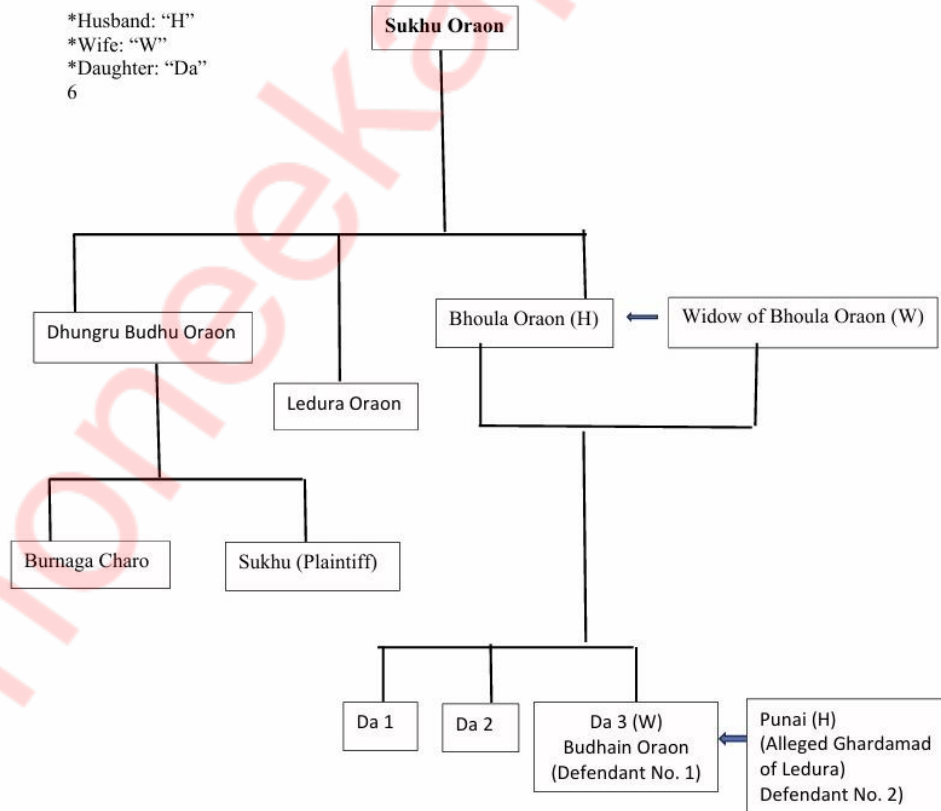 *Husband: “H”
*Wife: “W”
*Daughter: “Da”
6
Sukhu Oraon
Dhungru Budhu Oraon
Ledura Oraon
Bhoula Oraon (H)
Widow of Bhoula Oraon (W)
Burnaga Charo
Sukhu (Plaintiff)
Da 1
Da 2
Da 3 (W)
Budhain Oraon
(Defendant No. 1)
Punai (H)
(Alleged Ghardamad
of Ledura)
Defendant No. 2)